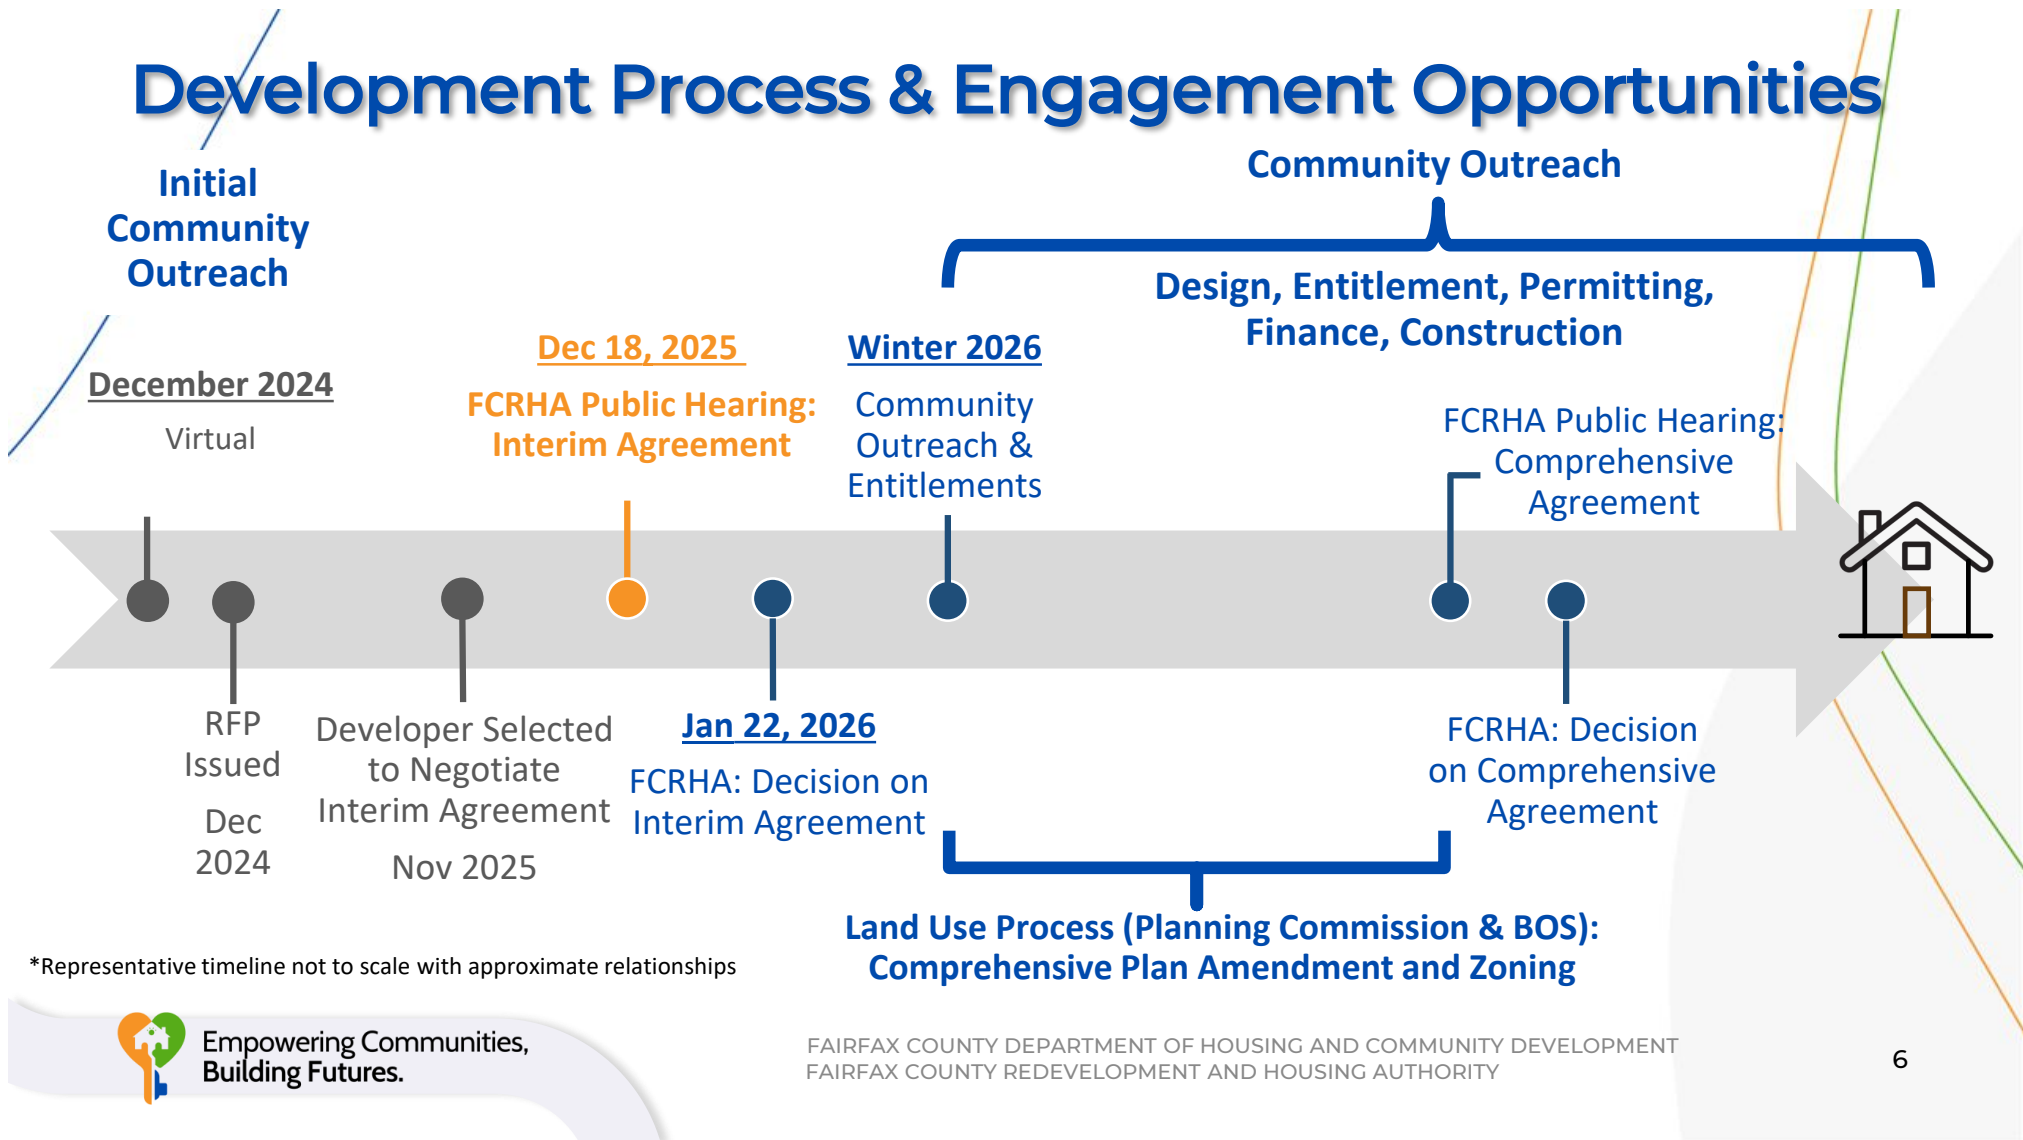 Development Process & Engagement Opportunities
Initial
Community
Outreach
Community Outreach
Design, Entitlement, Permitting,
Finance, Construction
December 2024
Virtual
Dec 18, 2025
FCRHA Public Hearing:
Interim Agreement
Winter 2026
Community
Outreach &
Entitlements
FCRHA Public Hearing:
Comprehensive
Agreement
RFP
Issued
Dec
2024
Developer Selected
to Negotiate
Interim Agreement
Nov 2025
Jan 22, 2026
FCRHA: Decision on
Interim Agreement
FCRHA: Decision
on Comprehensive
Agreement
Land Use Process (Planning Commission & BOS):
Comprehensive Plan Amendment and Zoning
*Representative timeline not to scale with approximate relationships
Empowering Communities,
Building Futures.
FAIRFAX COUNTY DEPARTMENT OF HOUSING AND COMMUNITY DEVELOPMENT
FAIRFAX COUNTY REDEVELOPMENT AND HOUSING AUTHORITY
6